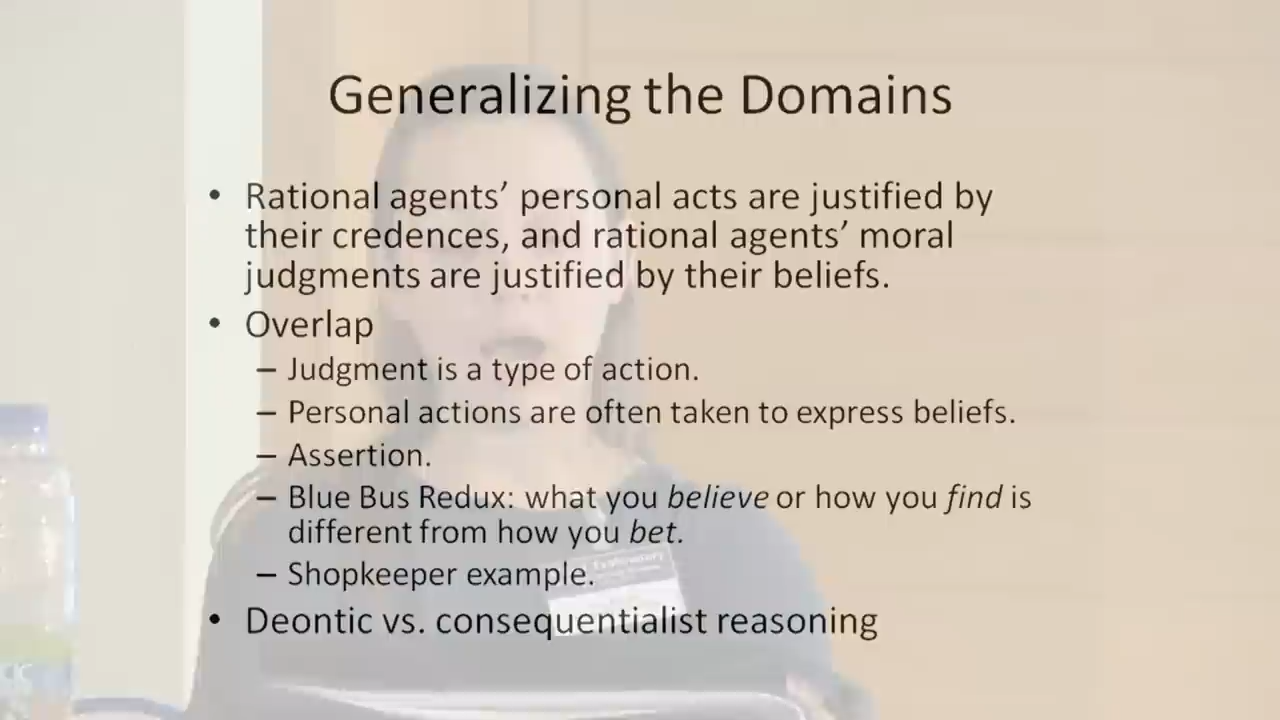 Generalizing the Domains
• Rational agents’ personal acts are justified by
their credences, and rational agents’ moral
judgments are justified by their beliefs.
• Overlap
– Judgment is a type of action.
– Personal actions are often taken to express beliefs.
– Assertion.
– Blue Bus Redux: what you believe or how you find is
different from how you bet.
– Shopkeeper example.
• Deontic vs. consequentialist reasoning